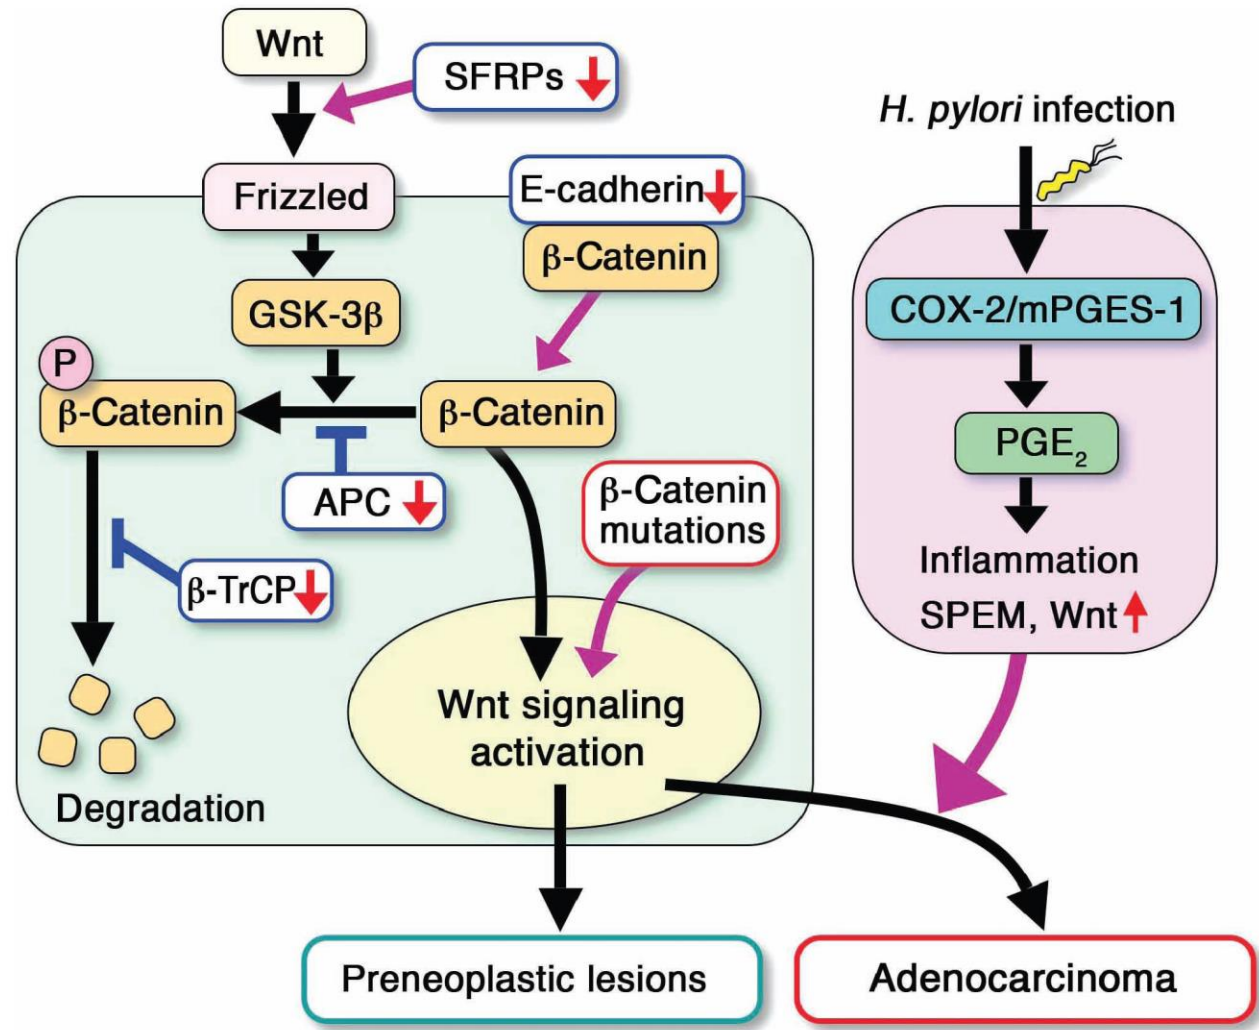 Wnt
SFRPs
H. pylori infection
Frizzled
E-cadherin
β-Catenin
GSK-3β
COX-2/mPGES-1
P
β-Catenin
β-Catenin
PGE₂
APC
β-Catenin
mutations
β-TrCP
Inflammation
SPEM, Wnt
Wnt signaling
activation
Degradation
Preneoplastic lesions
Adenocarcinoma